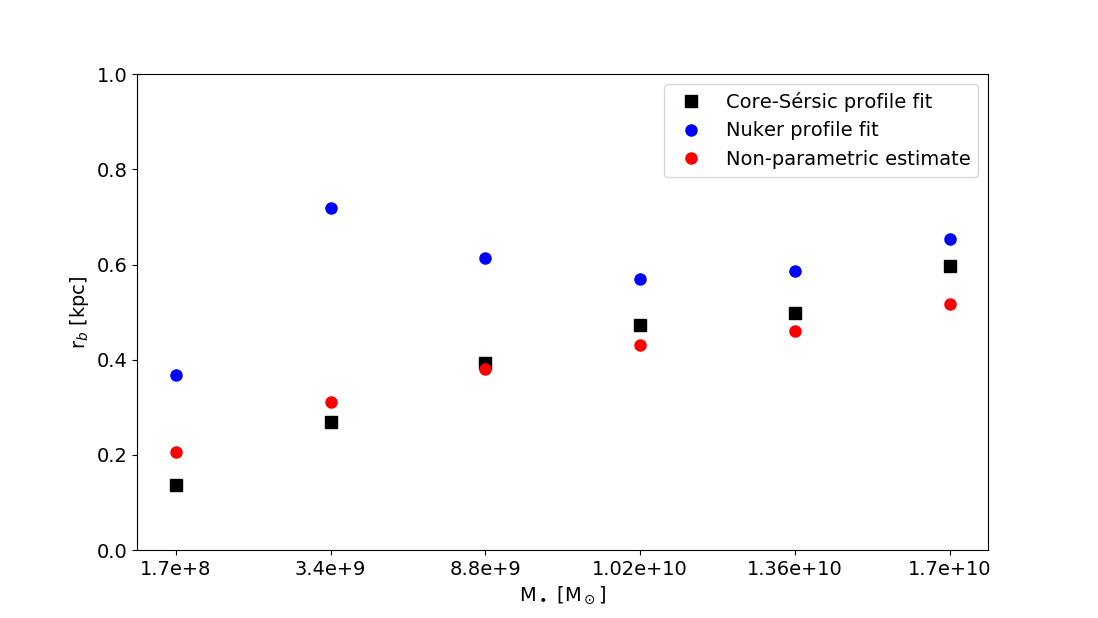 1.0
0.8
0.6
0.4
0.2
0.0
r_b [kpc]
Core-Sérsic profile fit
Nuker profile fit
Non-parametric estimate
1.7e+8 3.4e+9 8.8e+9 1.02e+10 1.36e+10 1.7e+10
M• [M⊙]